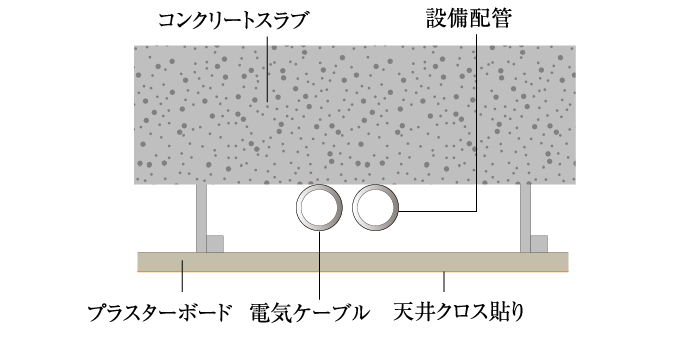 コンクリートスラブ
設備配管
プラスターボード
電気ケーブル
天井クロス貼り